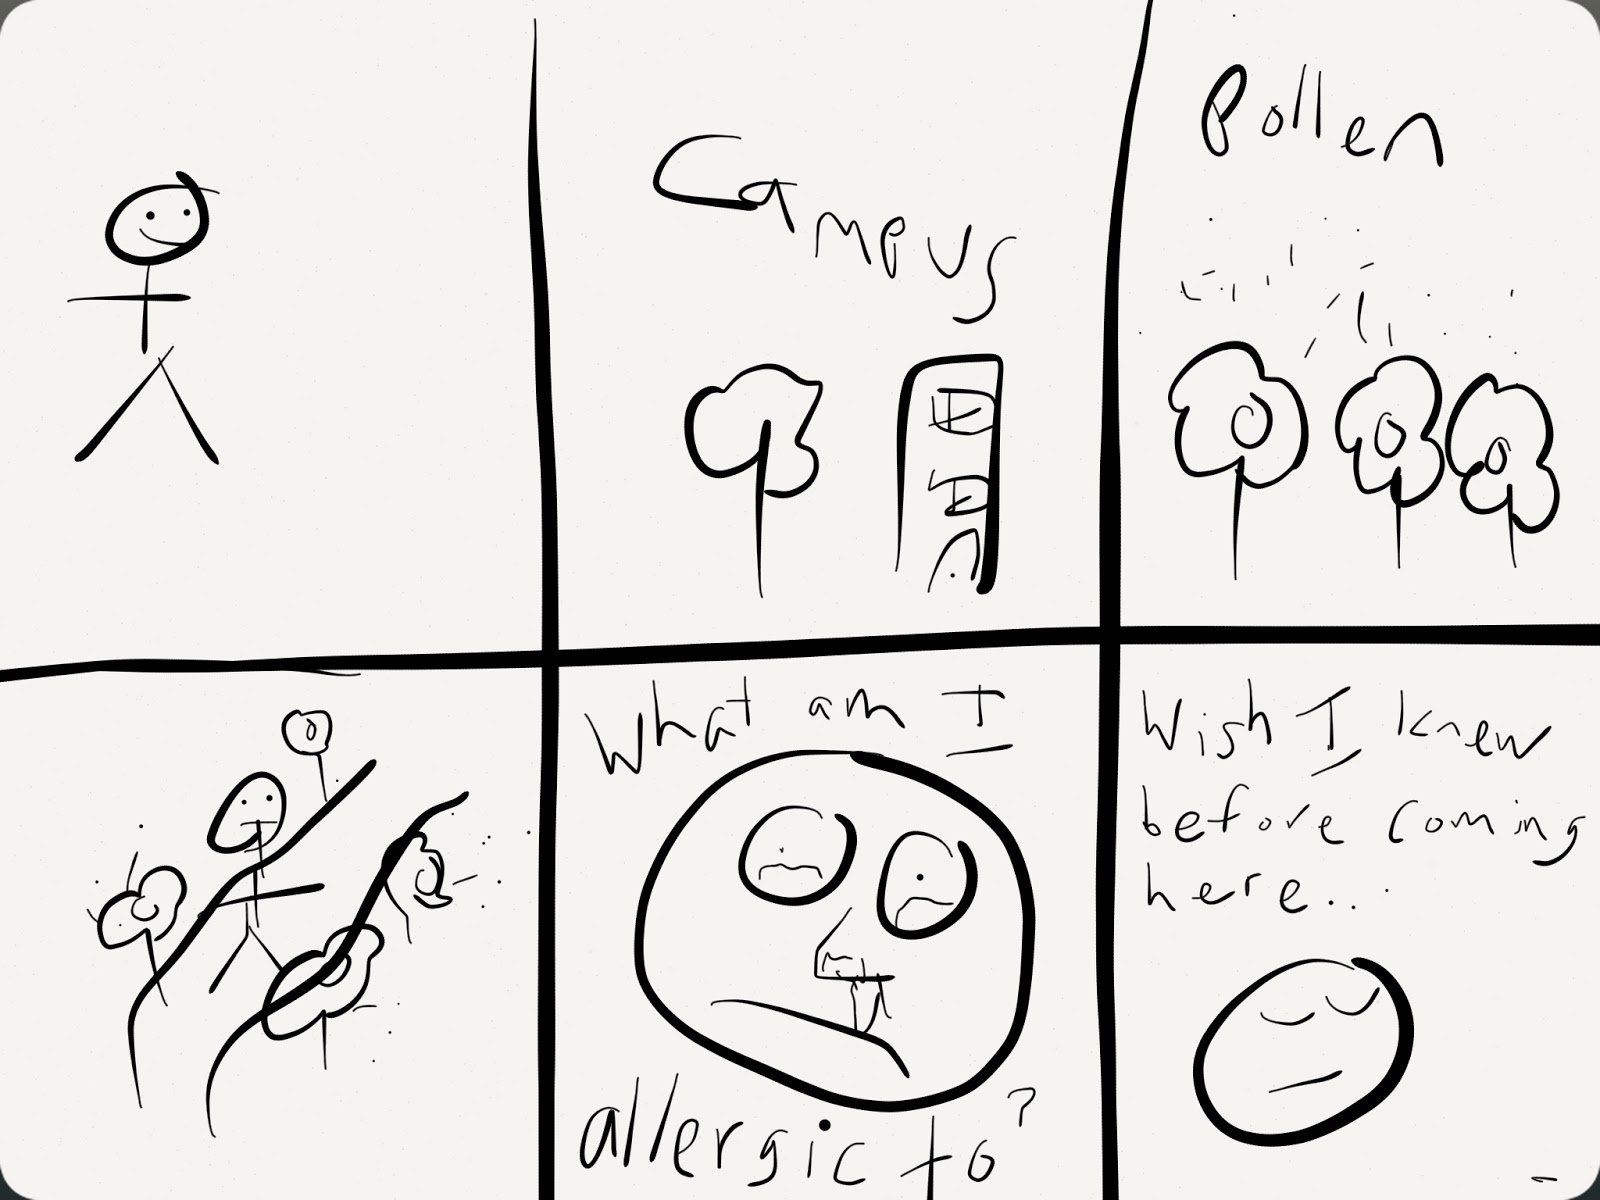 Campus
Pollen
What am I
allergic to?
Wish I knew
before coming
here...